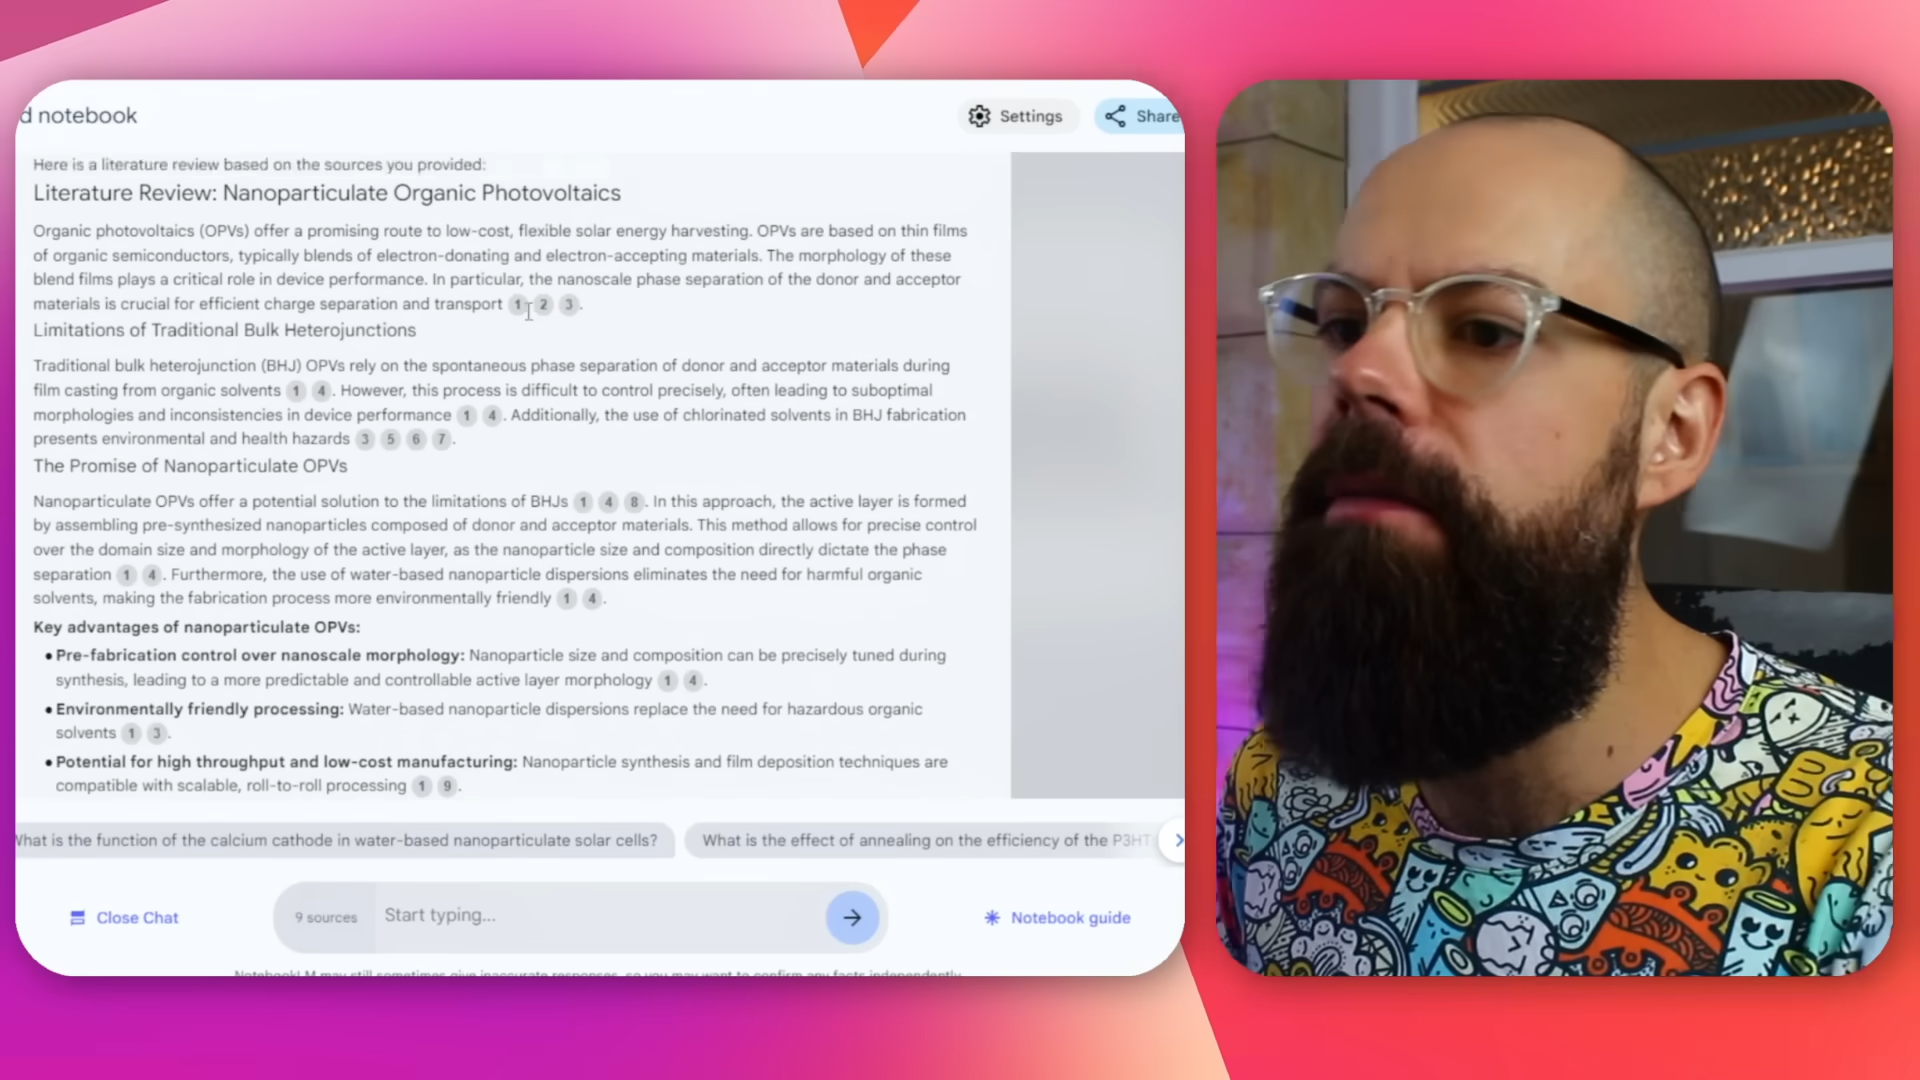 d notebook
Settings
Share
Here is a literature review based on the sources you provided:
Literature Review: Nanoparticulate Organic Photovoltaics
Organic photovoltaics (OPVs) offer a promising route to low-cost, flexible solar energy harvesting. OPVs are based on thin films
of organic semiconductors, typically blends of electron-donating and electron-accepting materials. The morphology of these
blend films plays a critical role in device performance. In particular, the nanoscale phase separation of the donor and acceptor
materials is crucial for efficient charge separation and transport 1 2 3.
Limitations of Traditional Bulk Heterojunctions
Traditional bulk heterojunction (BHJ) OPVs rely on the spontaneous phase separation of donor and acceptor materials during
film casting from organic solvents 1 4. However, this process is difficult to control precisely, often leading to suboptimal
morphologies and inconsistencies in device performance 1 4. Additionally, the use of chlorinated solvents in BHJ fabrication
presents environmental and health hazards 3 5 6 7.
The Promise of Nanoparticulate OPVs
Nanoparticulate OPVs offer a potential solution to the limitations of BHJs 1 4 8. In this approach, the active layer is formed
by assembling pre-synthesized nanoparticles composed of donor and acceptor materials. This method allows for precise control
over the domain size and morphology of the active layer, as the nanoparticle size and composition directly dictate the phase
separation 1 4. Furthermore, the use of water-based nanoparticle dispersions eliminates the need for harmful organic
solvents, making the fabrication process more environmentally friendly 1 4.
Key advantages of nanoparticulate OPVs:
• Pre-fabrication control over nanoscale morphology: Nanoparticle size and composition can be precisely tuned during
synthesis, leading to a more predictable and controllable active layer morphology 1 4.
• Environmentally friendly processing: Water-based nanoparticle dispersions replace the need for hazardous organic
solvents 1 3.
• Potential for high throughput and low-cost manufacturing: Nanoparticle synthesis and film deposition techniques are
compatible with scalable, roll-to-roll processing 1 9.
What is the function of the calcium cathode in water-based nanoparticulate solar cells?
What is the effect of annealing on the efficiency of the P3HT
Close Chat
9 sources
Start typing...
Notebook guide
NotebookLM may still sometimes give inaccurate responses, so you may want to confirm any facts independently.